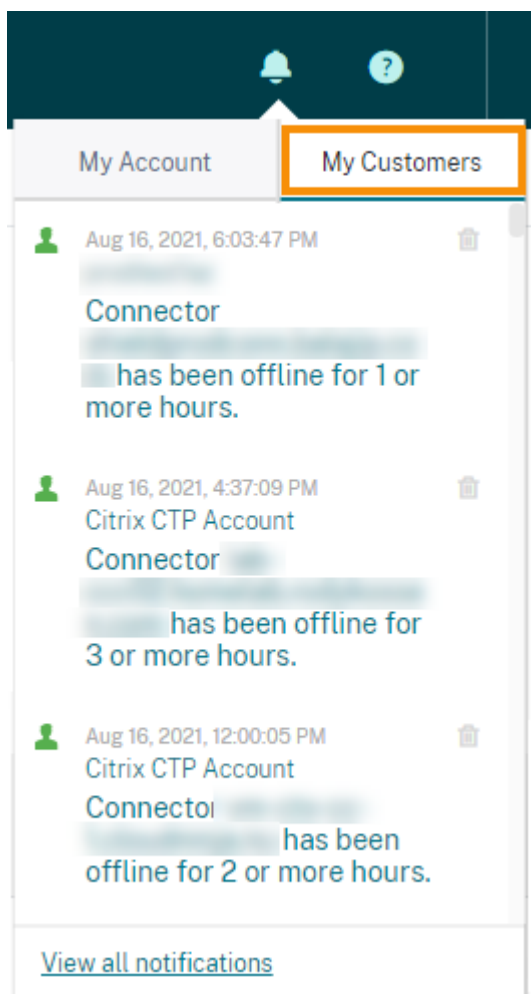 ?
My Account
My Customers
Aug 16, 2021, 6:03:47 PM
Connector
has been offline for 1 or
more hours.
Aug 16, 2021, 4:37:09 PM
Citrix CTP Account
Connector
has been offline for
3 or more hours.
Aug 16, 2021, 12:00:05 PM
Citrix CTP Account
Connector
has been
offline for 2 or more hours.
View all notifications